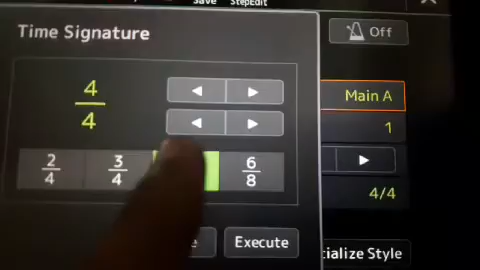 Save StepEdit
Time Signature
Off
4
4
◀ ▶
◀ ▶
Main A
1
2/4 3/4 6/8
▶
4/4
Execute
ialize Style